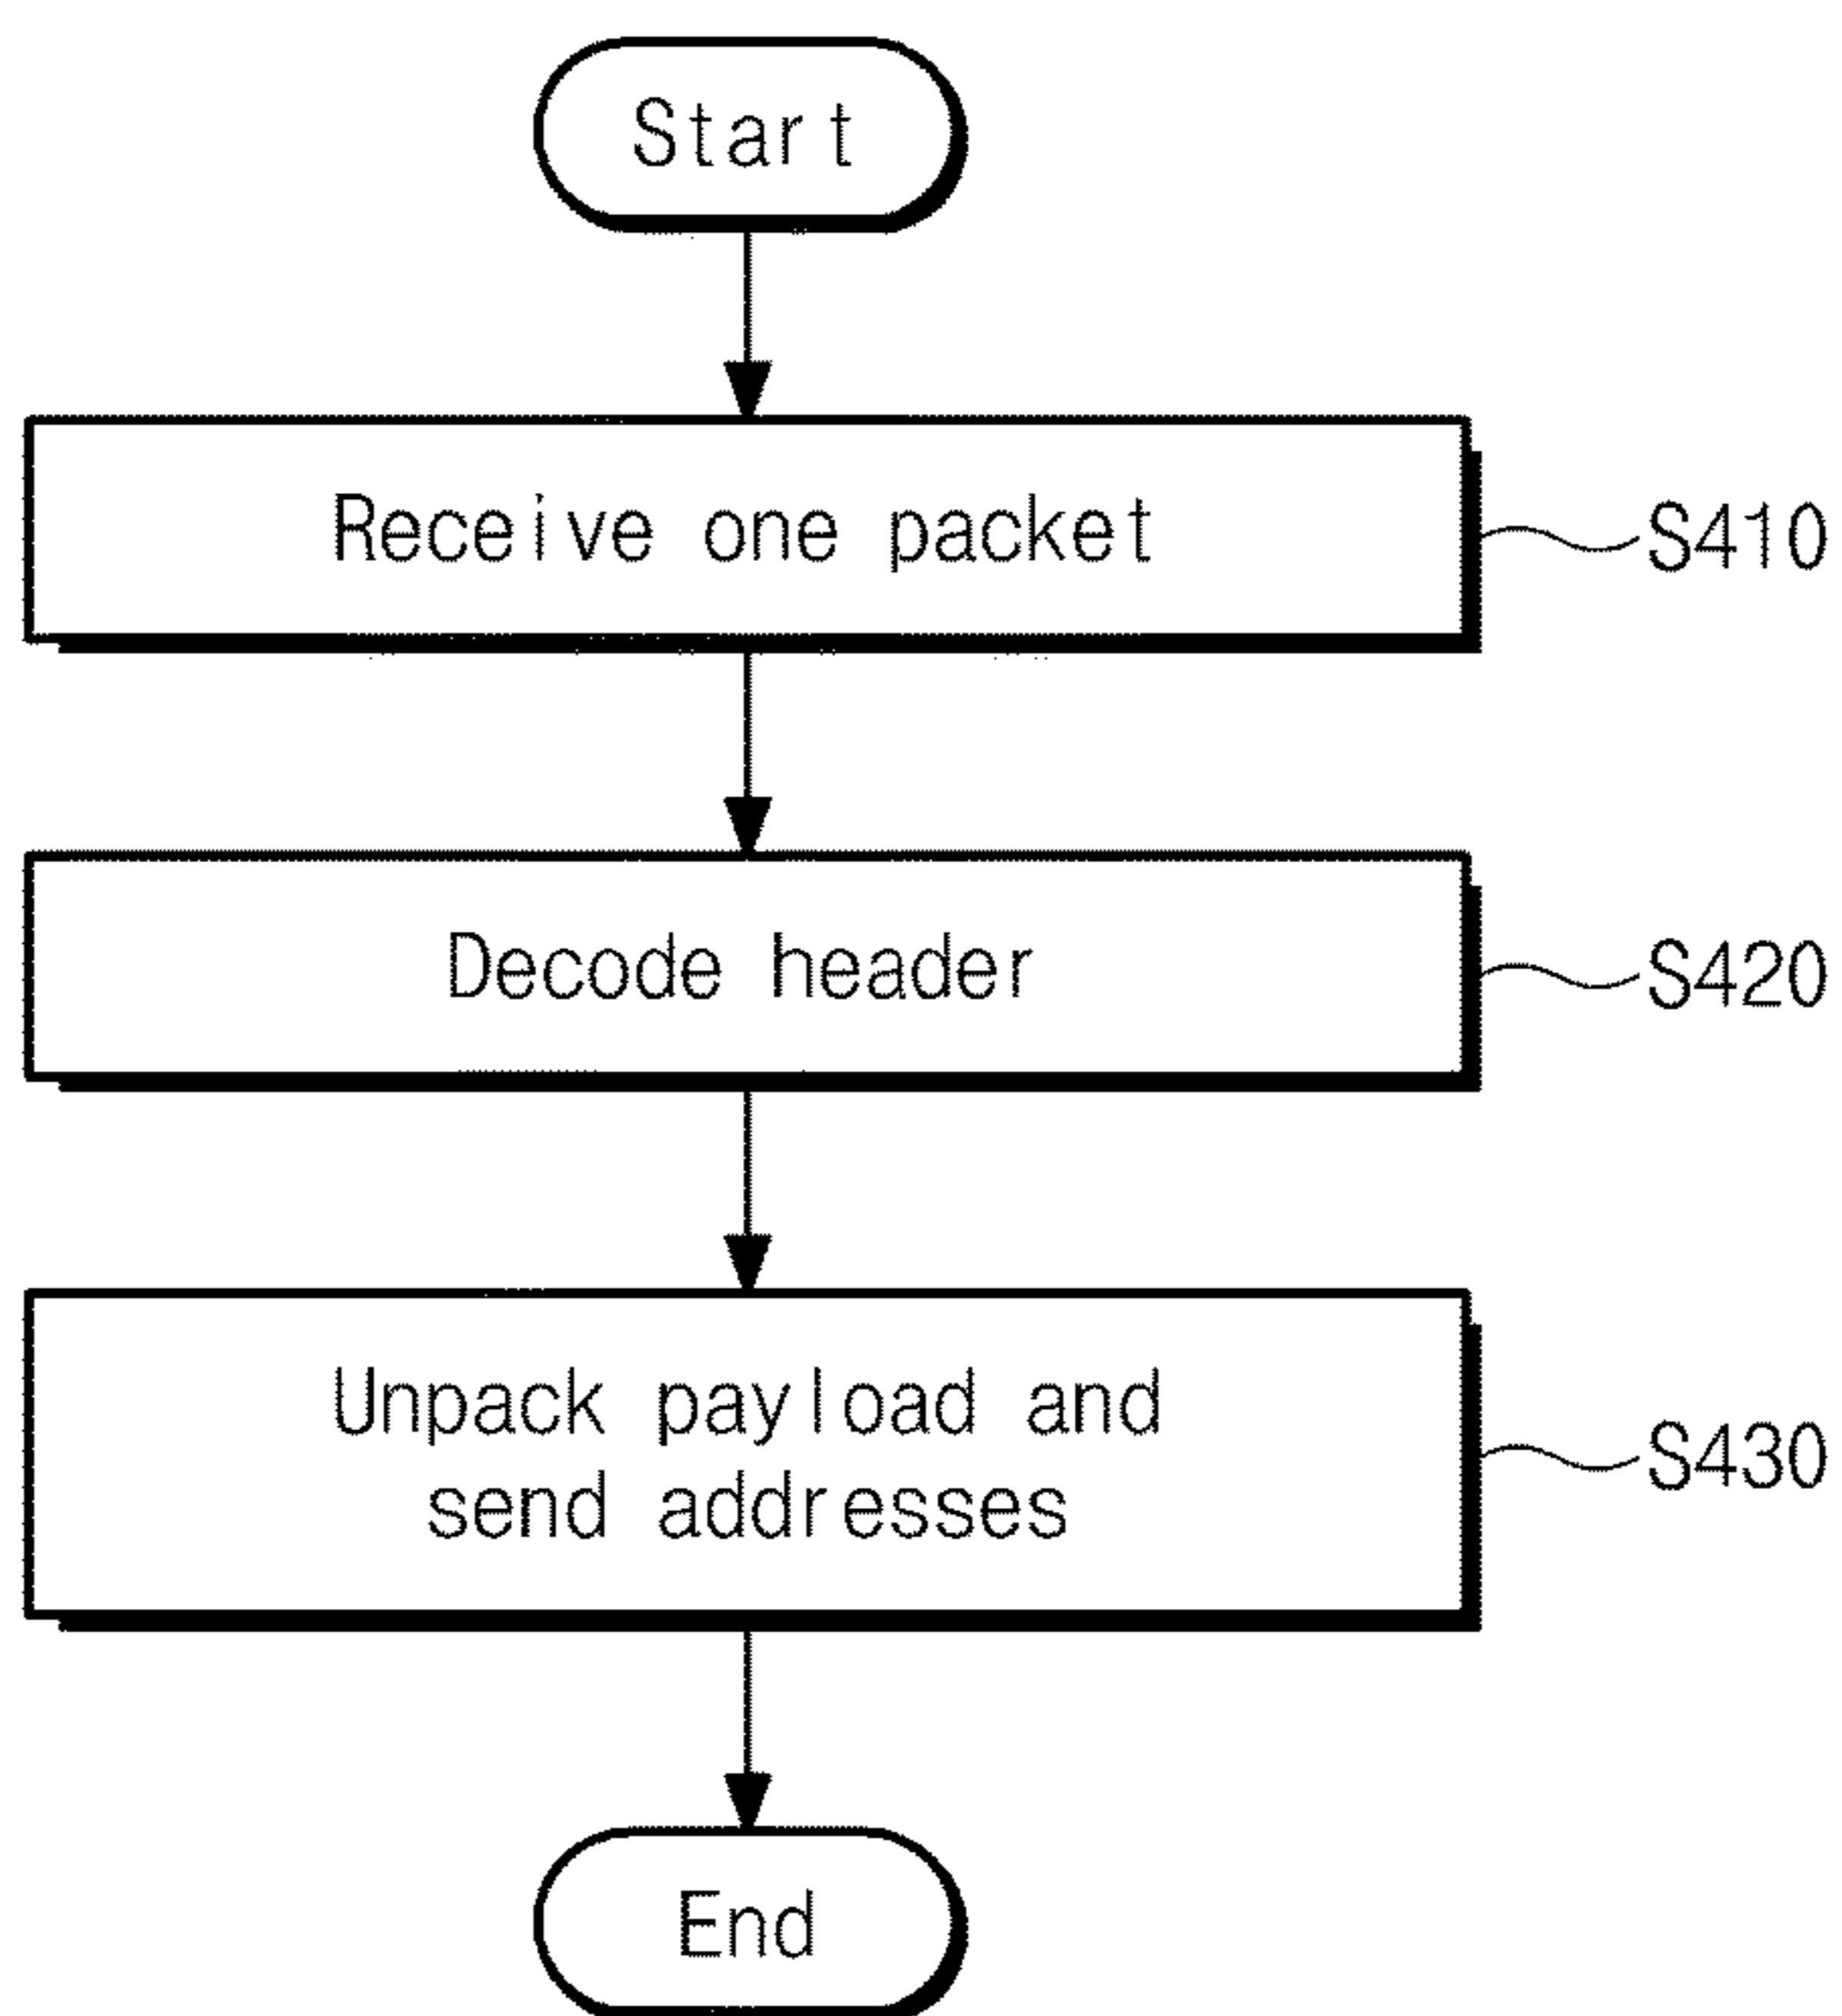 Start
Receive one packet
S410
Decode header
S420
Unpack payload and
send addresses
S430
End